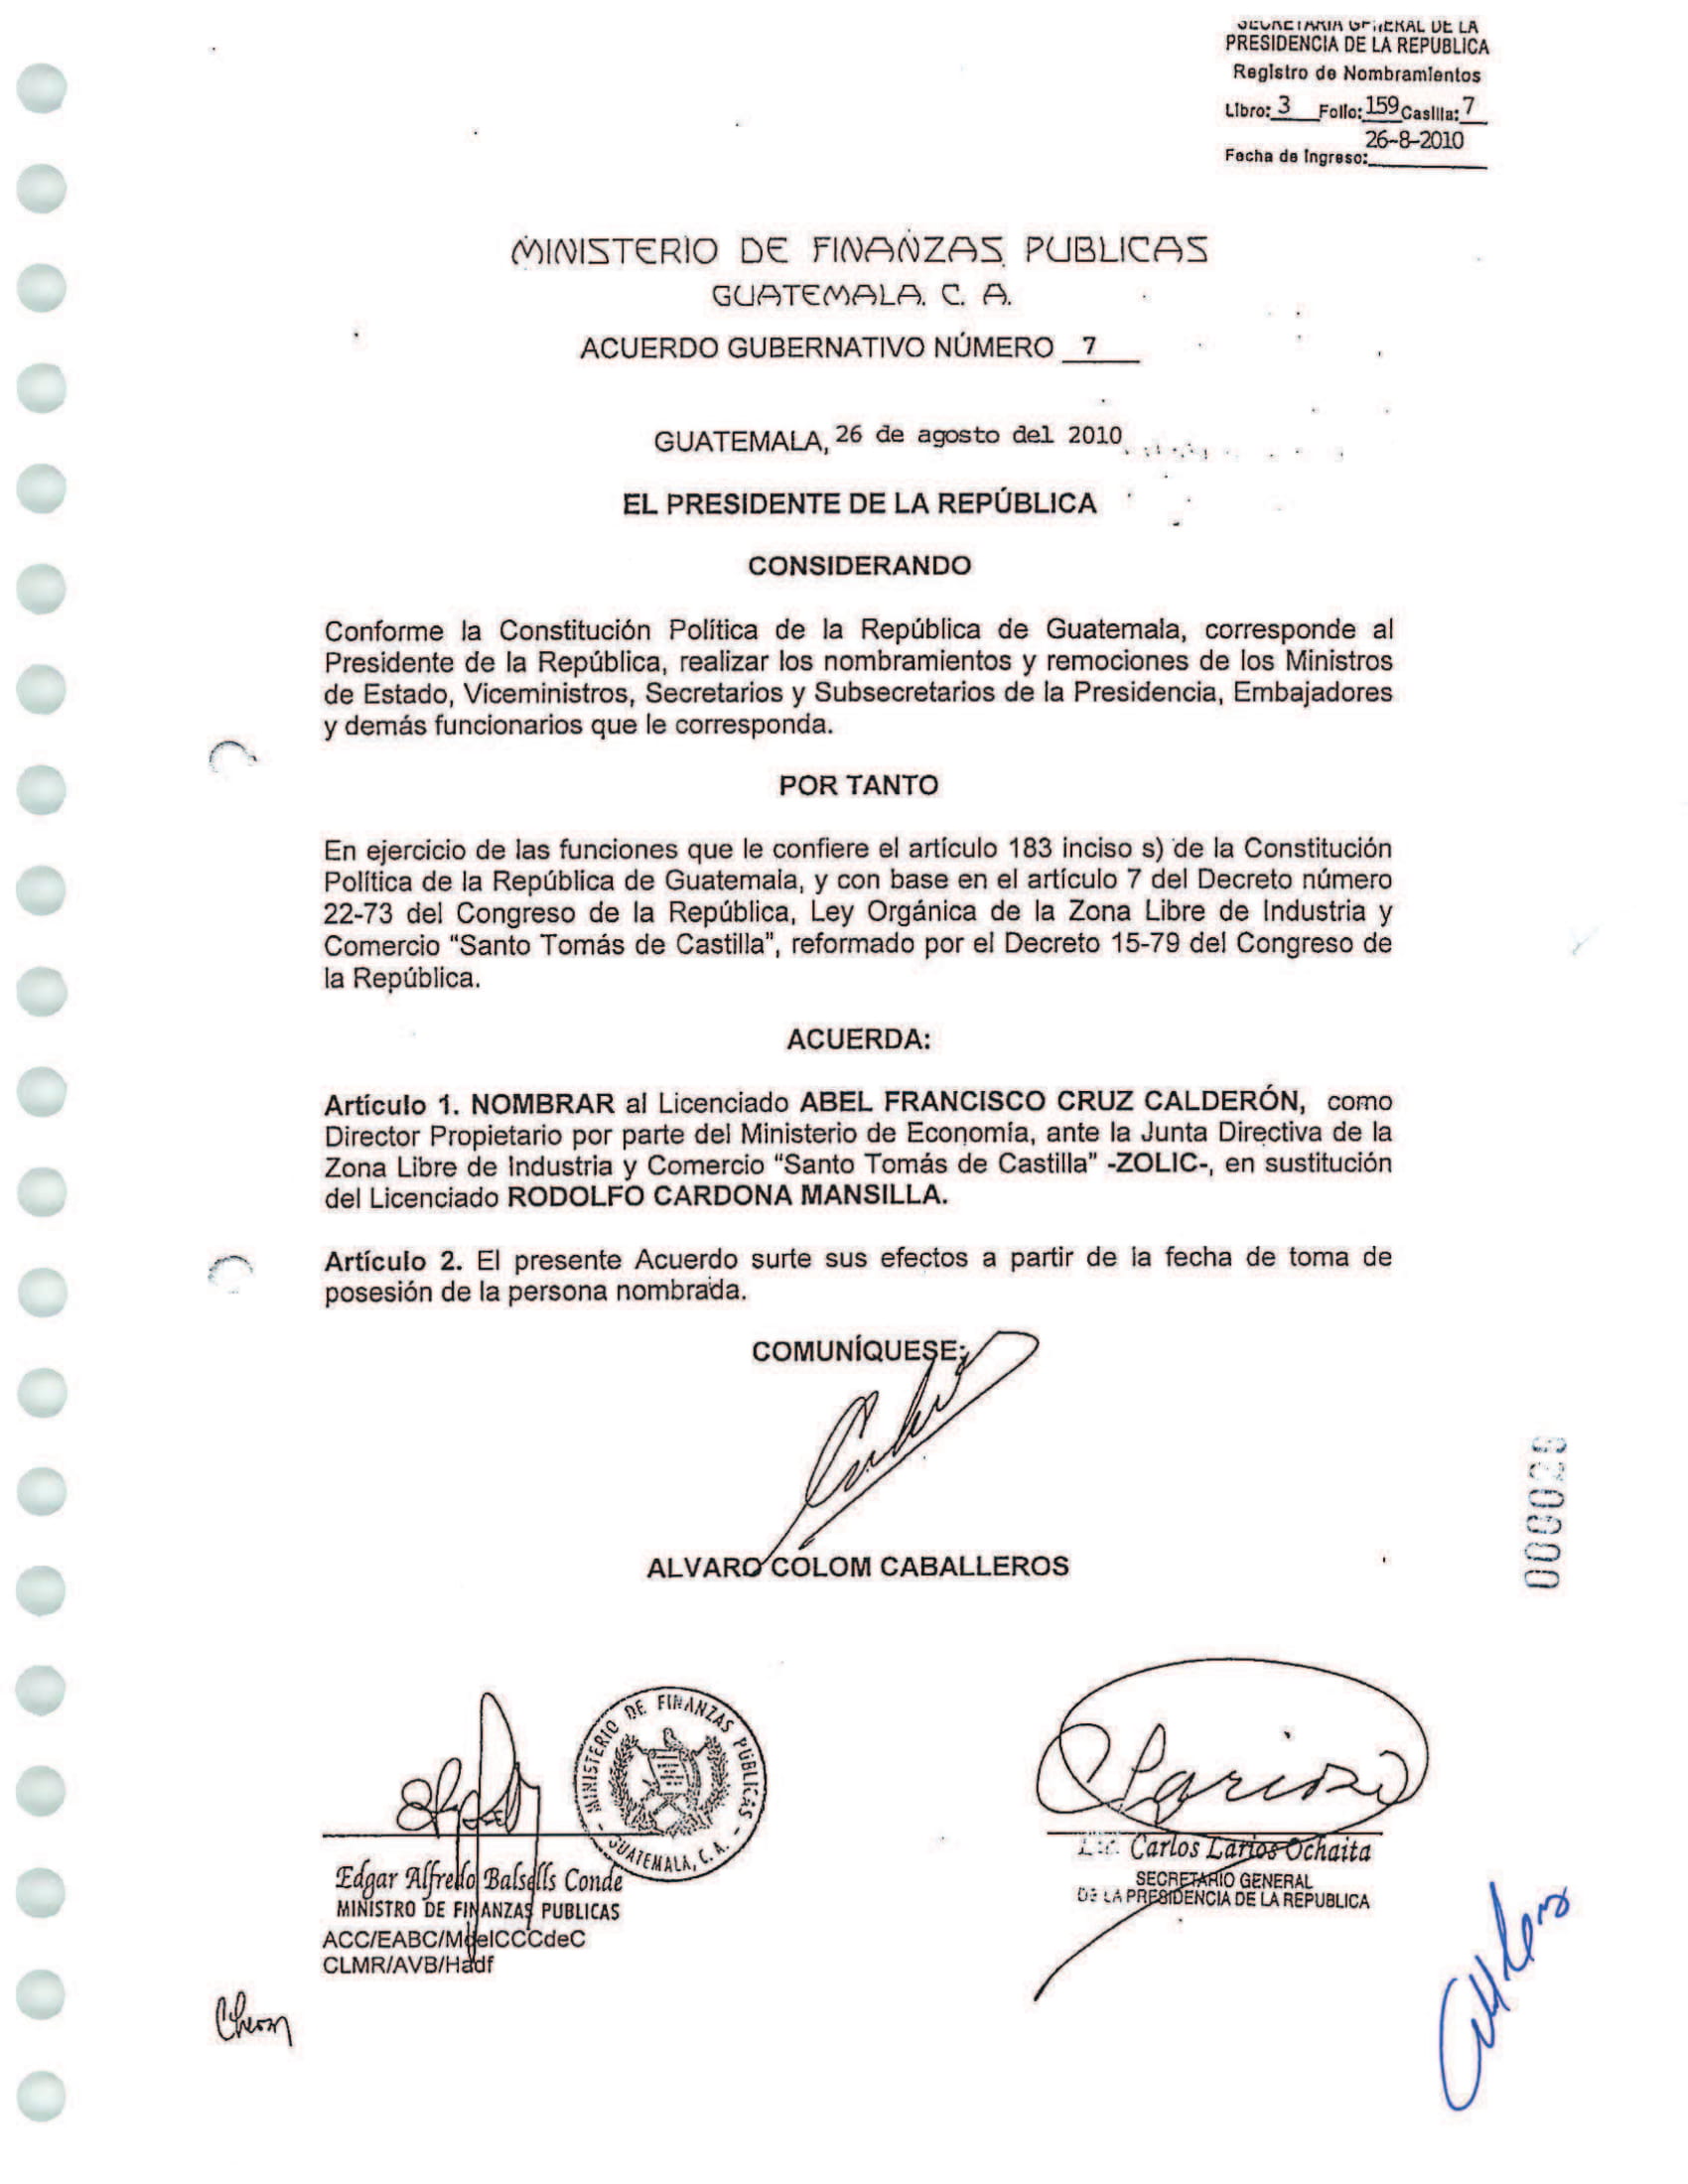 SECRETARIA GENERAL DE LA
PRESIDENCIA DE LA REPUBLICA
Registro de Nombramientos
Libro: 3 Folio: 159 Casilla: 7
26-8-2010
Fecha de Ingreso:
MINISTERIO DE FINANZAS PUBLICAS
GUATEMALA, C. A.
ACUERDO GUBERNATIVO NÚMERO 7
GUATEMALA, 26 de agosto del 2010
EL PRESIDENTE DE LA REPÚBLICA
CONSIDERANDO
Conforme la Constitución Política de la República de Guatemala, corresponde al
Presidente de la República, realizar los nombramientos y remociones de los Ministros
de Estado, Viceministros, Secretarios y Subsecretarios de la Presidencia, Embajadores
y demás funcionarios que le corresponda.
POR TANTO
En ejercicio de las funciones que le confiere el artículo 183 inciso s) de la Constitución
Política de la República de Guatemala, y con base en el artículo 7 del Decreto número
22-73 del Congreso de la República, Ley Orgánica de la Zona Libre de Industria y
Comercio “Santo Tomás de Castilla”, reformado por el Decreto 15-79 del Congreso de
la República.
ACUERDA:
Artículo 1. NOMBRAR al Licenciado ABEL FRANCISCO CRUZ CALDERÓN, como
Director Propietario por parte del Ministerio de Economía, ante la Junta Directiva de la
Zona Libre de Industria y Comercio “Santo Tomás de Castilla” -ZOLIC-, en sustitución
del Licenciado RODOLFO CARDONA MANSILLA.
Artículo 2. El presente Acuerdo surte sus efectos a partir de la fecha de toma de
posesión de la persona nombrada.
COMUNÍQUESE;
ALVARO COLOM CABALLEROS
MINISTERIO DE FINANZAS PUBLICAS
GUATEMALA, C. A.
Edgar Alfredo Balsells Conde
MINISTRO DE FINANZAS PUBLICAS
ACC/EABC/MdelCCCdeC
CLMR/AVB/Hadf
Lic. Carlos Larios Ochaita
SECRETARIO GENERAL
DE LA PRESIDENCIA DE LA REPUBLICA